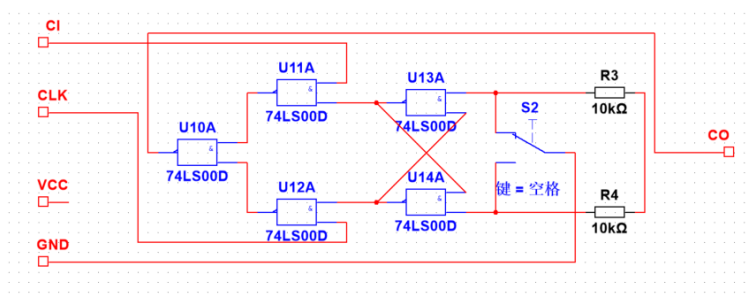 CI
U11A
&
74LS00D
CLK
U10A
&
74LS00D
U13A
&
74LS00D
S2
R3
10kΩ
CO
VCC
U12A
&
74LS00D
U14A
&
74LS00D
键 = 空格
R4
10kΩ
GND